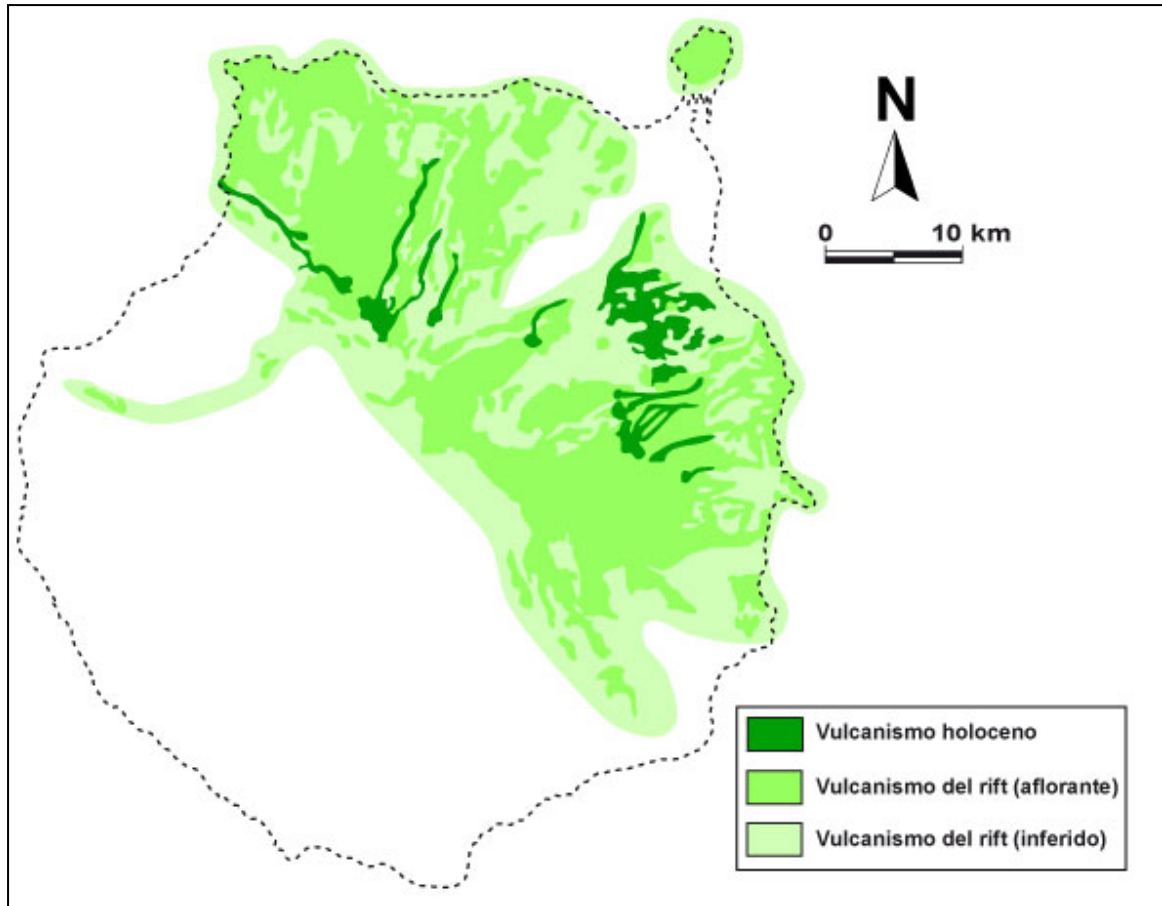 N
0 10 km
Vulcanismo holoceno
Vulcanismo del rift (aflorante)
Vulcanismo del rift (inferido)